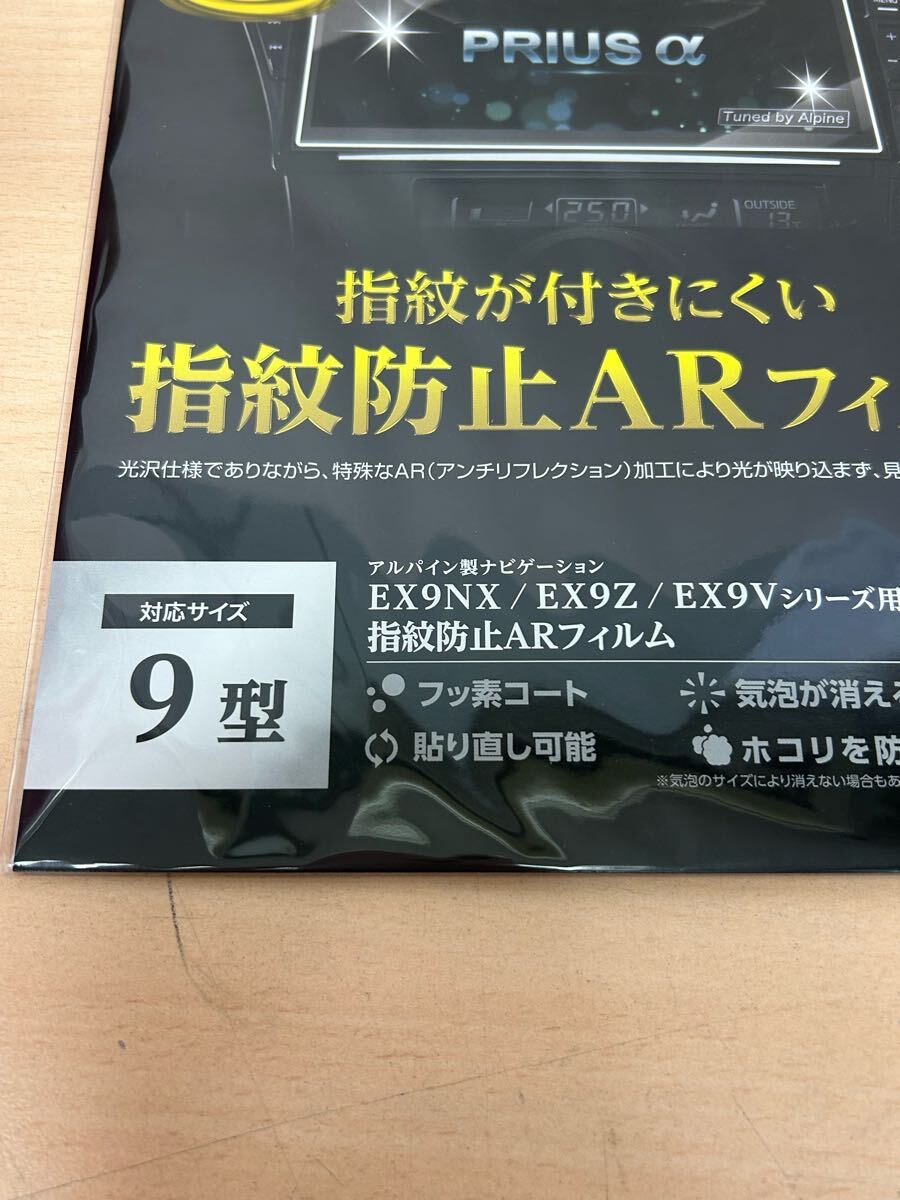 MENU
PRIUS α
Tuned by Alpine
25.0
OUTSIDE
13℃
指紋が付きにくい
指紋防止ARフィ
光沢仕様でありながら、特殊なAR(アンチリフレクション)加工により光が映り込まず、見
アルパイン製ナビゲーション
EX9NX / EX9Z / EX9Vシリーズ用
指紋防止ARフィルム
対応サイズ
9型
フッ素コート
気泡が消え
貼り直し可能
ホコリを防
※気泡のサイズにより消えない場合もあ